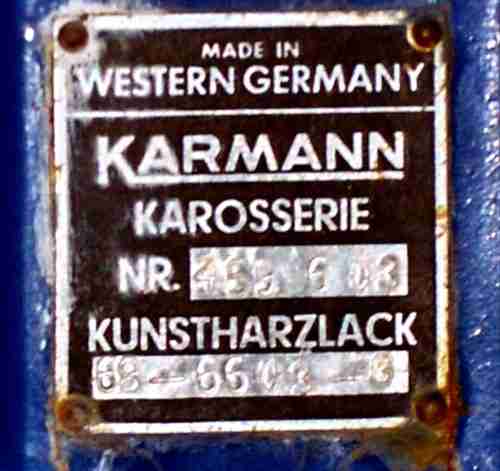 MADE IN
WESTERN GERMANY
KARMANN
KAROSSERIE
NR.
KUNSTHARZLACK